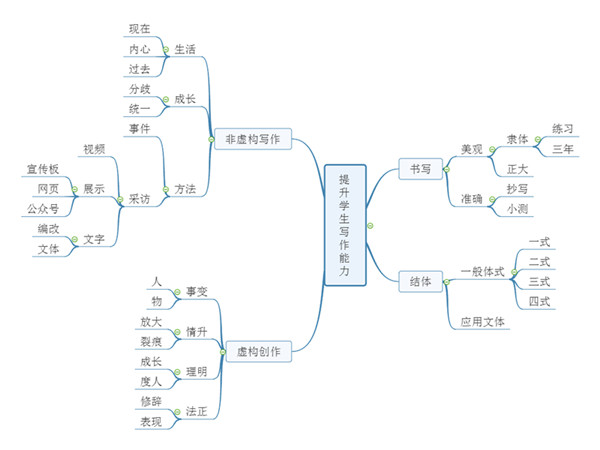 提升学生写作能力
非虚构写作
生活
现在
内心
过去
成长
分歧
统一
方法
事件
采访
视频
展示
宣传板
网页
公众号
文字
编改
文体
虚构创作
事变
人
物
情升
放大
裂痕
理明
成长
度人
法正
修辞
表现
书写
美观
隶体
练习
三年
正大
准确
抄写
小测
结体
一般体式
一式
二式
三式
四式
应用文体